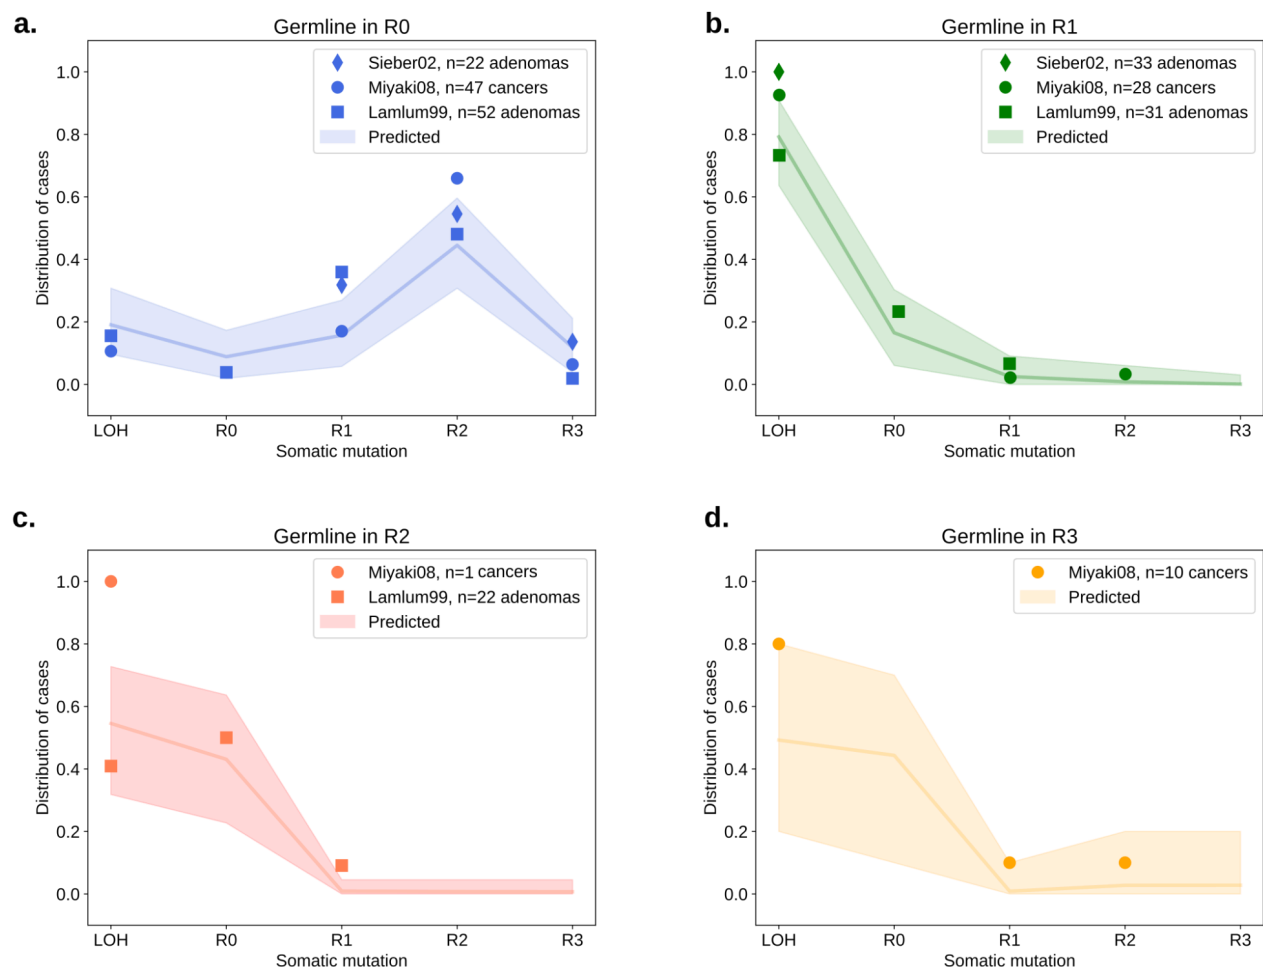 a.
Germline in R0
Sieber02, n=22 adenomas
Miyaki08, n=47 cancers
Lamlum99, n=52 adenomas
Predicted
Distribution of cases
1.0
0.8
0.6
0.4
0.2
0.0
LOH R0 R1 R2 R3
Somatic mutation
b.
Germline in R1
Sieber02, n=33 adenomas
Miyaki08, n=28 cancers
Lamlum99, n=31 adenomas
Predicted
Distribution of cases
1.0
0.8
0.6
0.4
0.2
0.0
LOH R0 R1 R2 R3
Somatic mutation
c.
Germline in R2
Miyaki08, n=1 cancers
Lamlum99, n=22 adenomas
Predicted
Distribution of cases
1.0
0.8
0.6
0.4
0.2
0.0
LOH R0 R1 R2 R3
Somatic mutation
d.
Germline in R3
Miyaki08, n=10 cancers
Predicted
Distribution of cases
1.0
0.8
0.6
0.4
0.2
0.0
LOH R0 R1 R2 R3
Somatic mutation